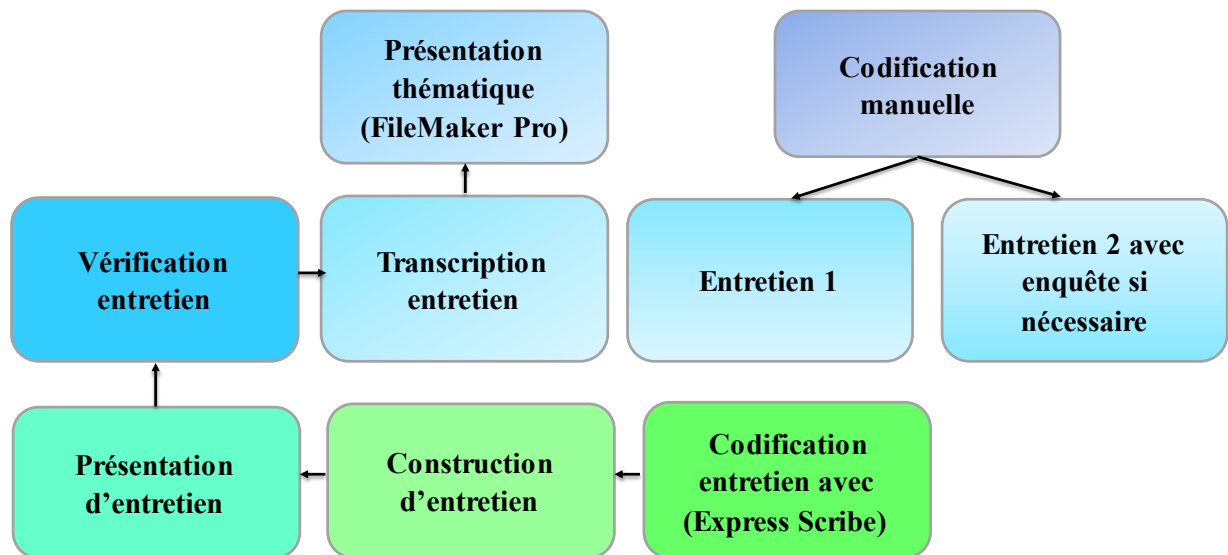 Présentation
thématique
(FileMaker Pro)
Codification
manuelle
Vérification
entretien
Transcription
entretien
Entretien 1
Entretien 2 avec
enquête si
nécessaire
Présentation
d’entretien
Construction
d’entretien
Codification
entretien avec
(Express Scribe)